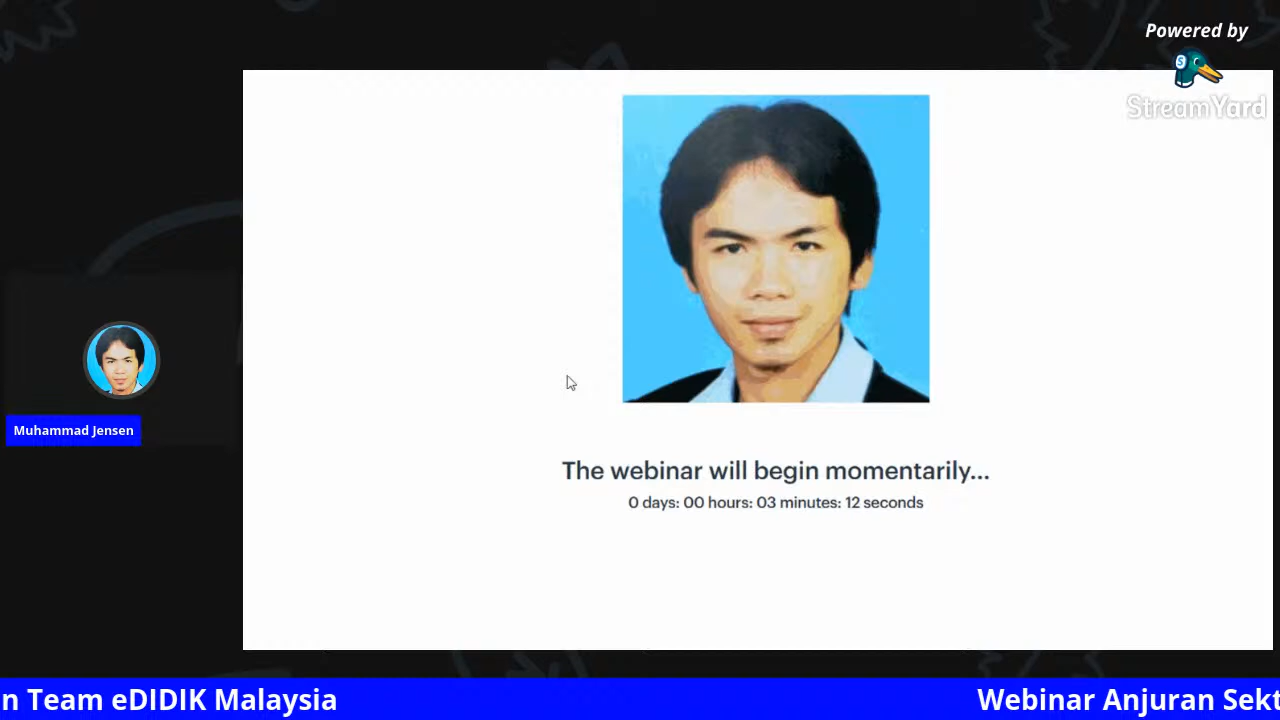 Powered by
StreamYard
Muhammad Jensen
The webinar will begin momentarily...
0 days: 00 hours: 03 minutes: 12 seconds
n Team eDIDIK Malaysia
Webinar Anjuran Sekt